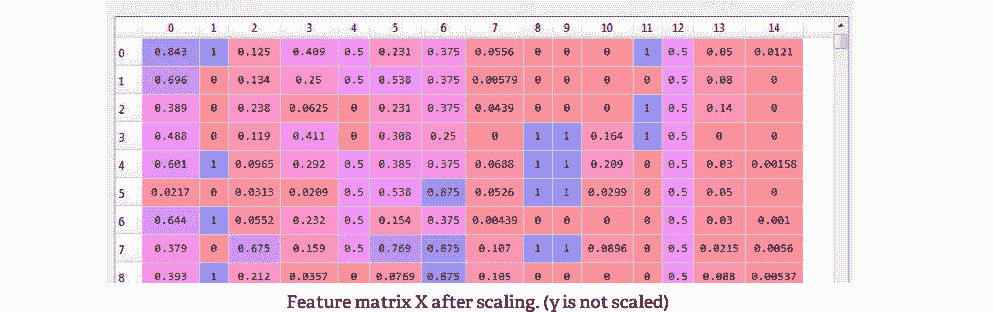 0 1 2 3 4 5 6 7 8 9 10 11 12 13 14
0 0.843 1 0.125 0.409 0.5 0.231 0.375 0.0556 0 0 0 1 0.5 0.05 0.0121
1 0.696 0 0.134 0.25 0.5 0.538 0.375 0.00579 0 0 0 0 0.5 0.08 0
2 0.389 0 0.238 0.0625 0 0.231 0.375 0.0439 0 0 0 1 0.5 0.14 0
3 0.488 0 0.119 0.411 0 0.308 0.25 0 1 1 0.164 1 0.5 0 0
4 0.601 1 0.0965 0.292 0.5 0.385 0.375 0.0688 1 1 0.209 0 0.5 0.03 0.00158
5 0.0217 0 0.0313 0.0209 0.5 0.538 0.875 0.0526 1 1 0.0299 0 0.5 0.05 0
6 0.644 1 0.0552 0.232 0.5 0.154 0.375 0.00439 0 0 0 0 0.5 0.03 0.001
7 0.379 0 0.675 0.159 0.5 0.769 0.875 0.107 1 1 0.0896 0 0.5 0.0215 0.0056
8 0.393 1 0.212 0.0357 0 0.0769 0.875 0.105 0 0 0 0 0.5 0.088 0.00537
Feature matrix X after scaling. (y is not scaled)